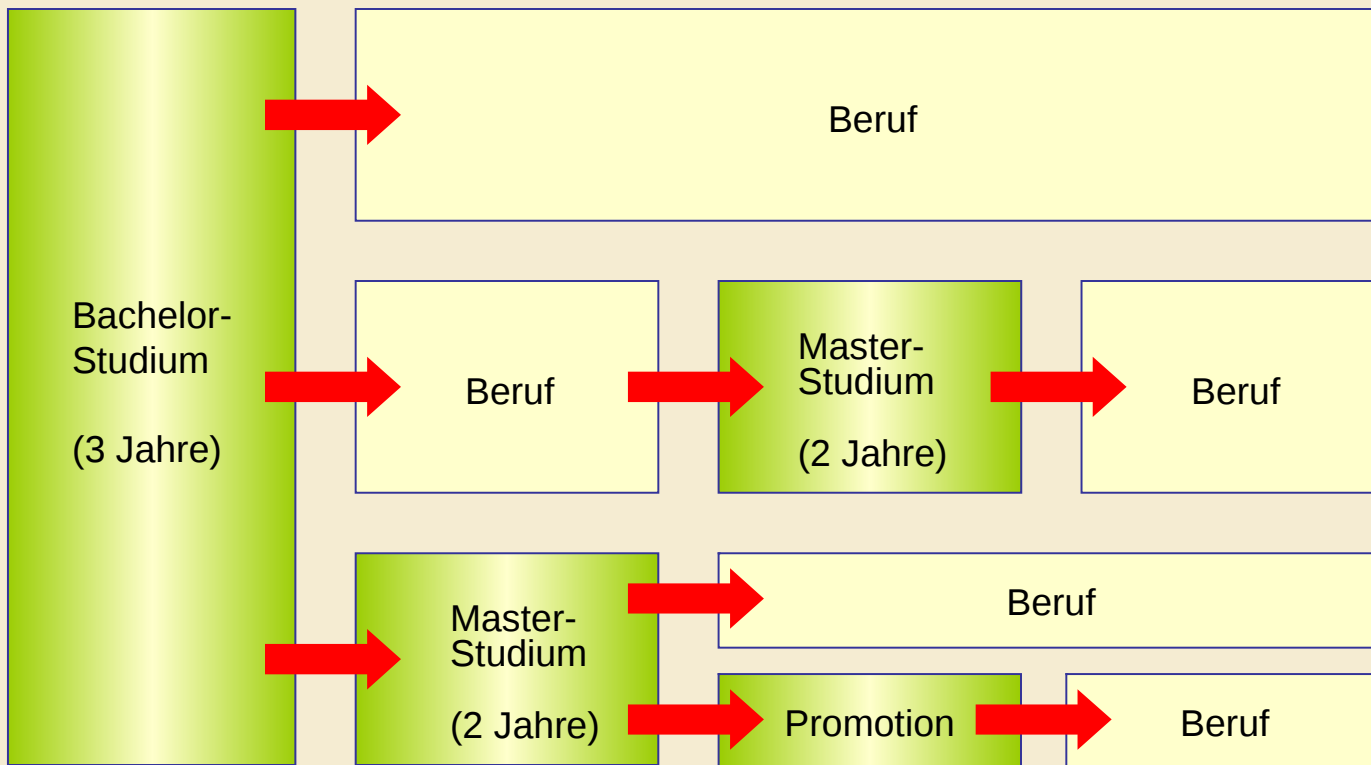 Beruf
Bachelor-
Studium
(3 Jahre)
Beruf
Master-
Studium
(2 Jahre)
Beruf
Master-
Studium
(2 Jahre)
Beruf
Promotion
Beruf